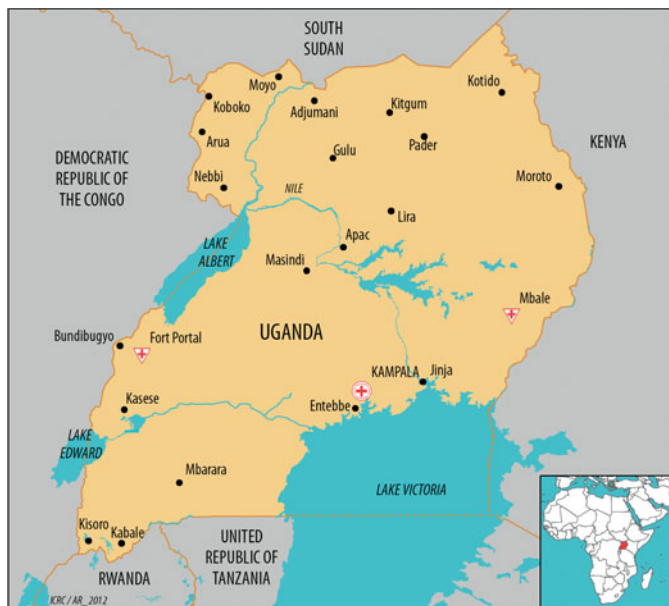 SOUTH
SUDAN
Kotido
Moyo
Koboko
Adjumani
Kitgum
Arua
Pader
KENYA
DEMOCRATIC
REPUBLIC OF
THE CONGO
Gulu
Nebbi
NILE
Moroto
Lira
LAKE
ALBERT
Apac
Masindi
Mbale
UGANDA
Bundibugyo
Fort Portal
KAMPALA
Jinja
Kasese
Entebbe
LAKE
EDWARD
Mbarara
LAKE VICTORIA
Kisoro
Kabale
UNITED
REPUBLIC OF
TANZANIA
RWANDA
ICRC / AR_2012